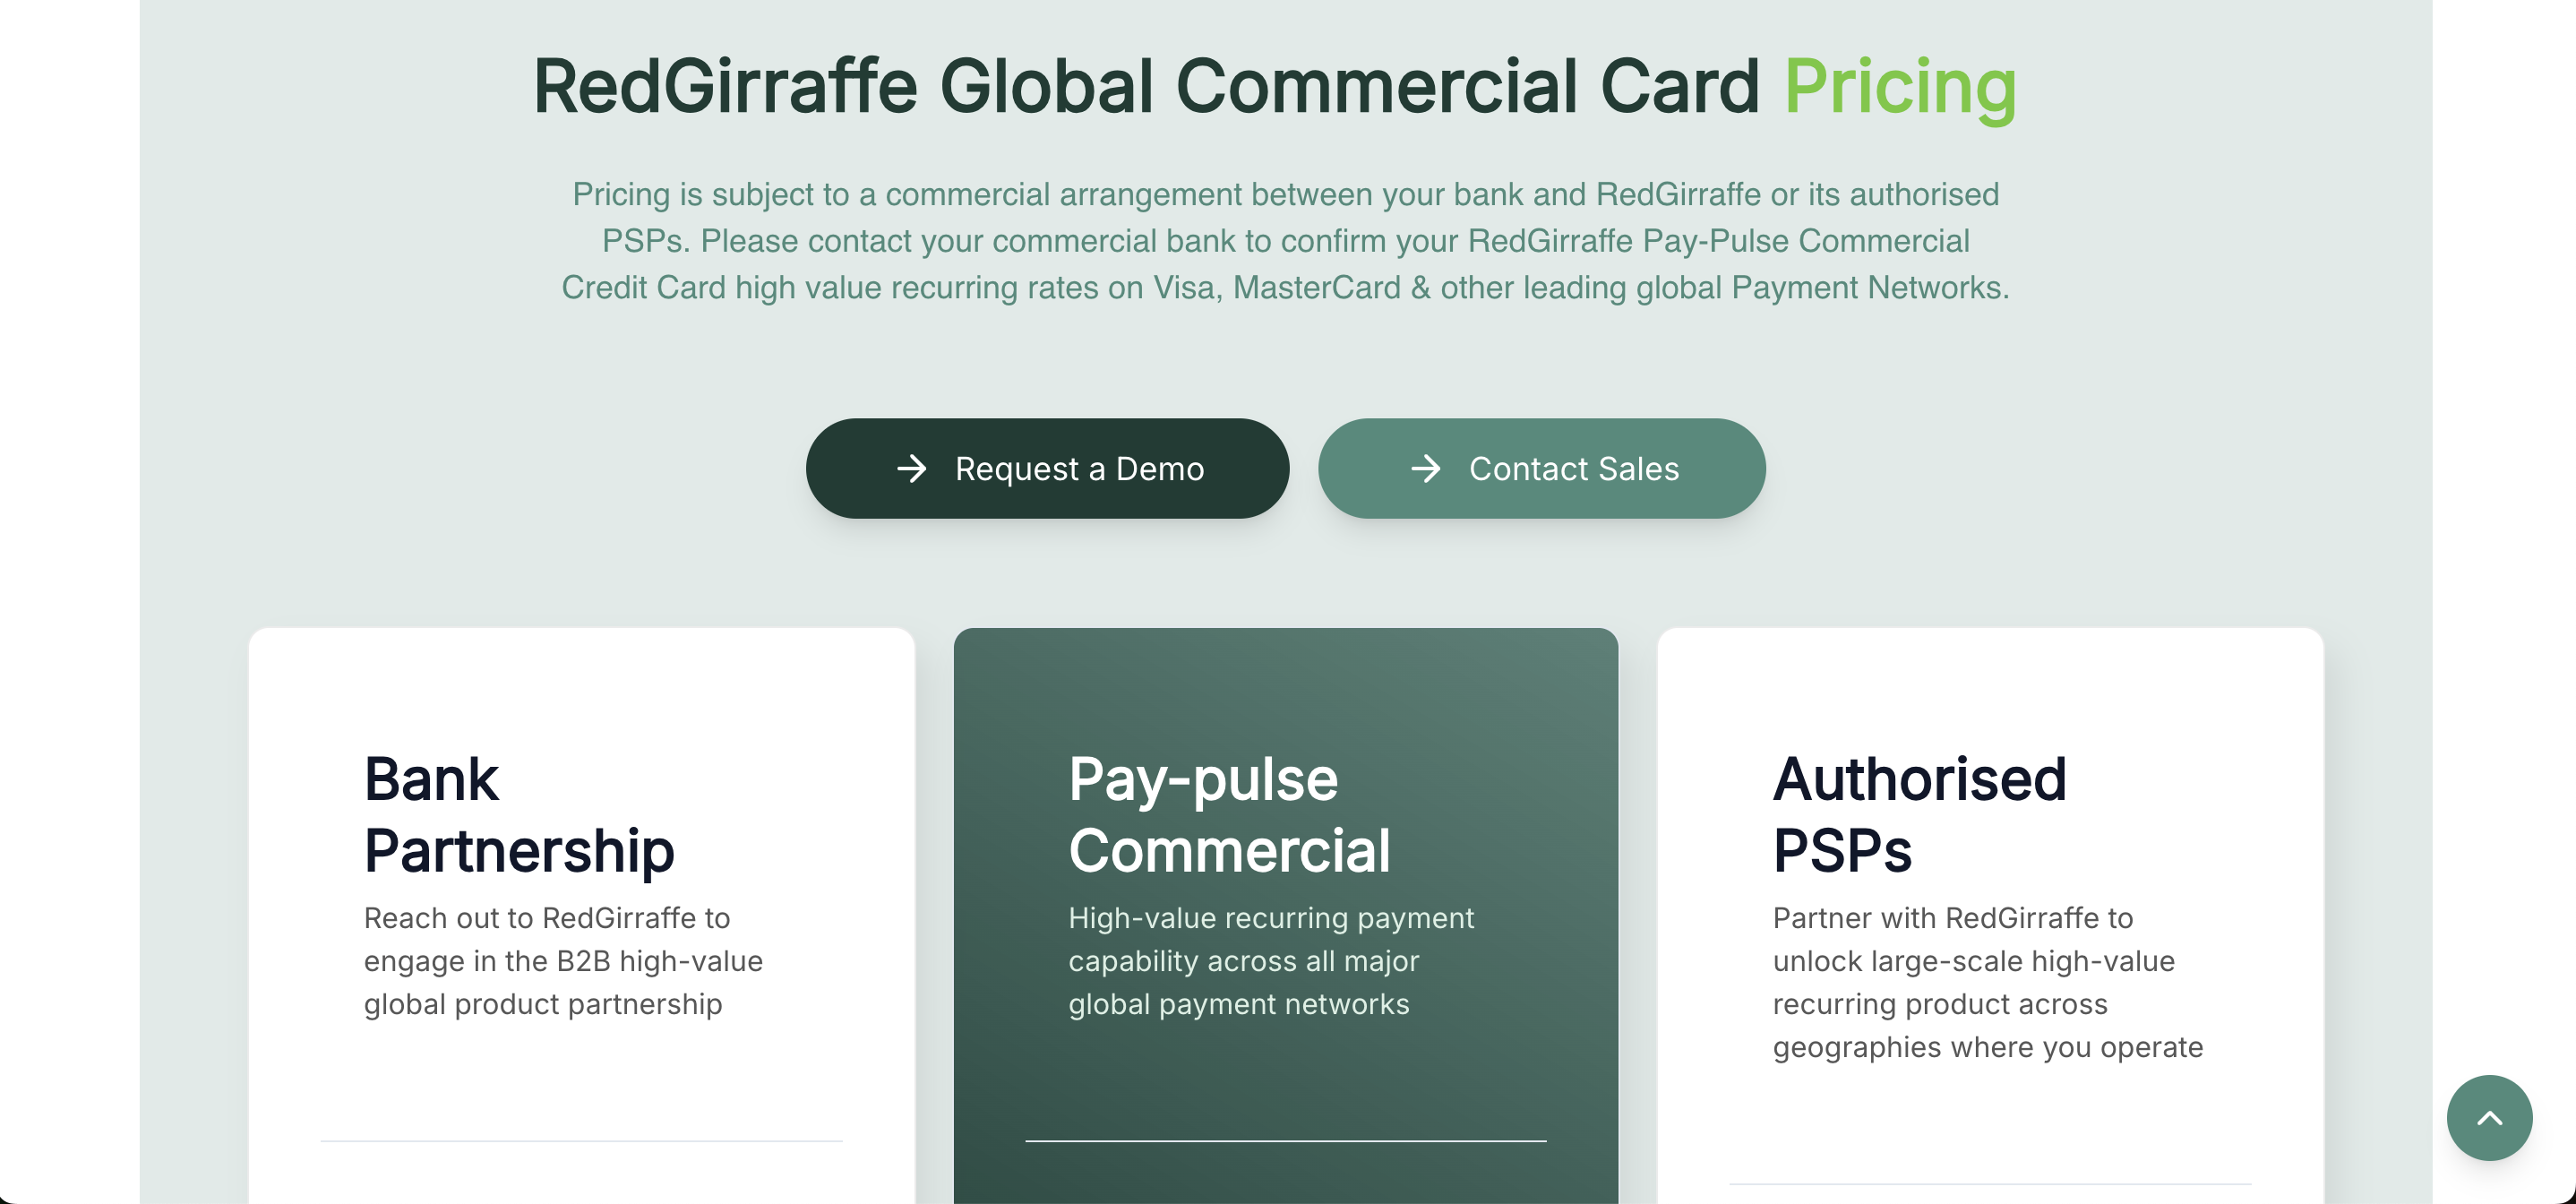 RedGirraffe Global Commercial Card Pricing
Pricing is subject to a commercial arrangement between your bank and RedGirraffe or its authorised
PSPs. Please contact your commercial bank to confirm your RedGirraffe Pay-Pulse Commercial
Credit Card high value recurring rates on Visa, MasterCard & other leading global Payment Networks.
Request a Demo
Contact Sales
Bank
Partnership
Reach out to RedGirraffe to
engage in the B2B high-value
global product partnership
Pay-pulse
Commercial
High-value recurring payment
capability across all major
global payment networks
Authorised
PSPs
Partner with RedGirraffe to
unlock large-scale high-value
recurring product across
geographies where you operate